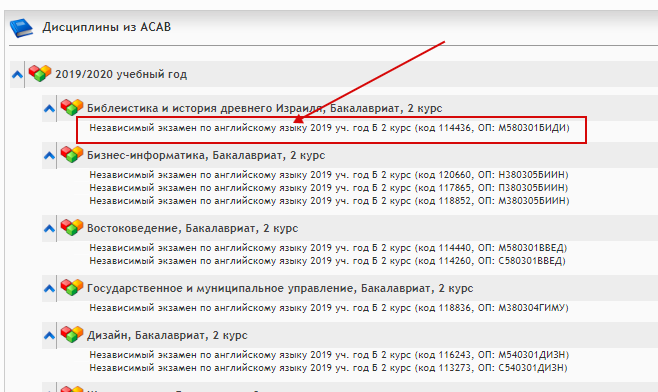 Дисциплины из АСАВ
2019/2020 учебный год
Библеистика и история древнего Израиля, Бакалавриат, 2 курс
Независимый экзамен по английскому языку 2019 уч. год Б 2 курс (код 114436, ОП: М580301БИДИ)
Бизнес-информатика, Бакалавриат, 2 курс
Независимый экзамен по английскому языку 2019 уч. год Б 2 курс (код 120660, ОП: Н380305БИИН)
Независимый экзамен по английскому языку 2019 уч. год Б 2 курс (код 117865, ОП: П380305БИИН)
Независимый экзамен по английскому языку 2019 уч. год Б 2 курс (код 118852, ОП: М380305БИИН)
Востоковедение, Бакалавриат, 2 курс
Независимый экзамен по английскому языку 2019 уч. год Б 2 курс (код 114440, ОП: М580301ВВЕД)
Независимый экзамен по английскому языку 2019 уч. год Б 2 курс (код 114260, ОП: С580301ВВЕД)
Государственное и муниципальное управление, Бакалавриат, 2 курс
Независимый экзамен по английскому языку 2019 уч. год Б 2 курс (код 118836, ОП: М380304ГИМУ)
Дизайн, Бакалавриат, 2 курс
Независимый экзамен по английскому языку 2019 уч. год Б 2 курс (код 116243, ОП: М540301ДИЗН)
Независимый экзамен по английскому языку 2019 уч. год Б 2 курс (код 113273, ОП: С540301ДИЗН)